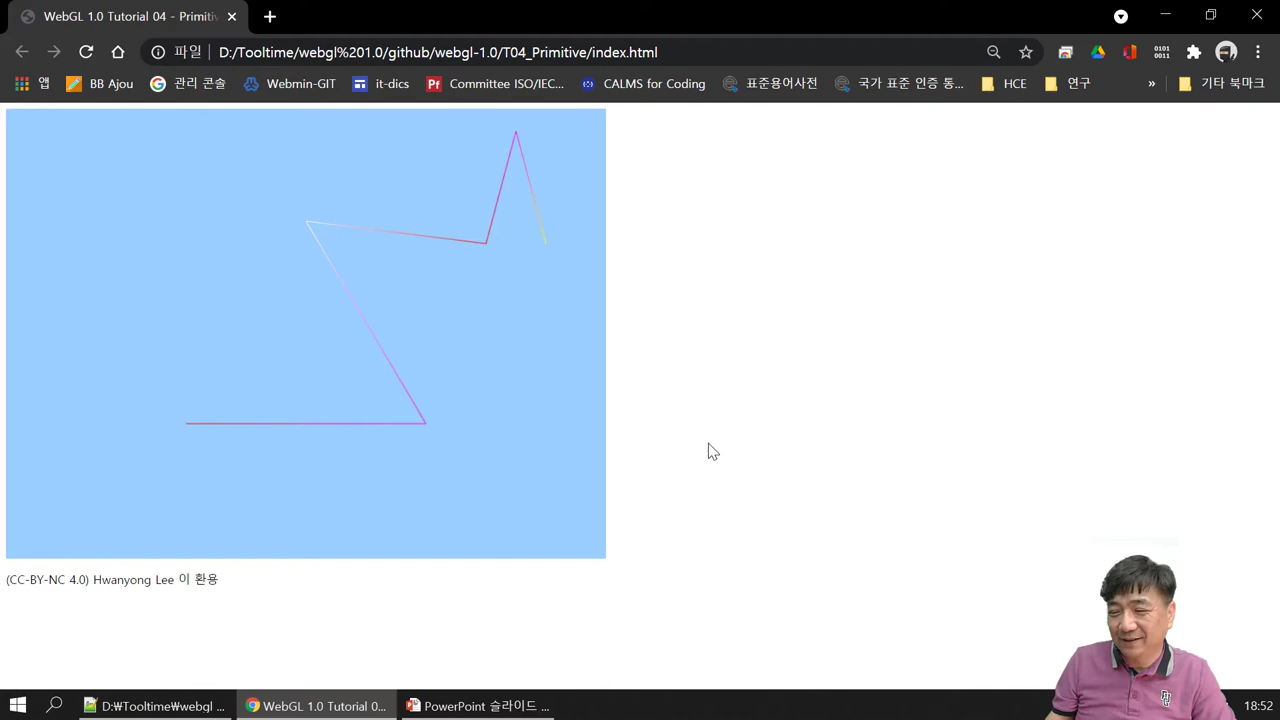 WebGL 1.0 Tutorial 04 - Primitiv
파일 D:/Tooltime/webgl%201.0/github/webgl-1.0/T04_Primitive/index.html
앱 BB Ajou 관리 콘솔 Webmin-GIT it-dics Committee ISO/IEC... CALMS for Coding 표준용어사전 국가 표준 인증 통... HCE 연구 » 기타 북마크
(CC-BY-NC 4.0) Hwanyong Lee 이 환용
D:₩Tooltime₩webgl ... WebGL 1.0 Tutorial 0... PowerPoint 슬라이드 ... 18:52